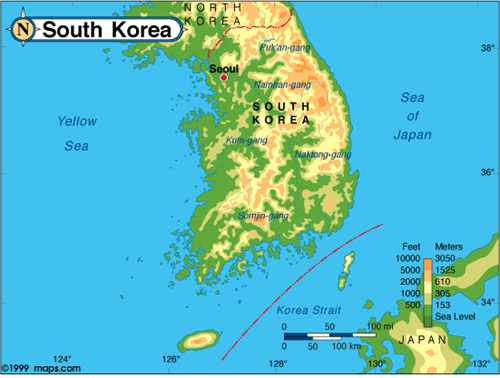 N South Korea
NORTH
KOREA
38°
Puk'an-gang
Seoul
Namhan-gang
SOUTH
KOREA
Sea
of
Japan
Yellow
Sea
Kum-gang
Naktong-gang
36°
Somjin-gang
Feet Meters
10000 3050
5000 1525
2000 610
1000 305
500 153
Sea Level
34°
Korea Strait
0 50 100 mi
0 50 100 km
JAPAN
124° 126° 128° 130° 132°
©1999 maps.com